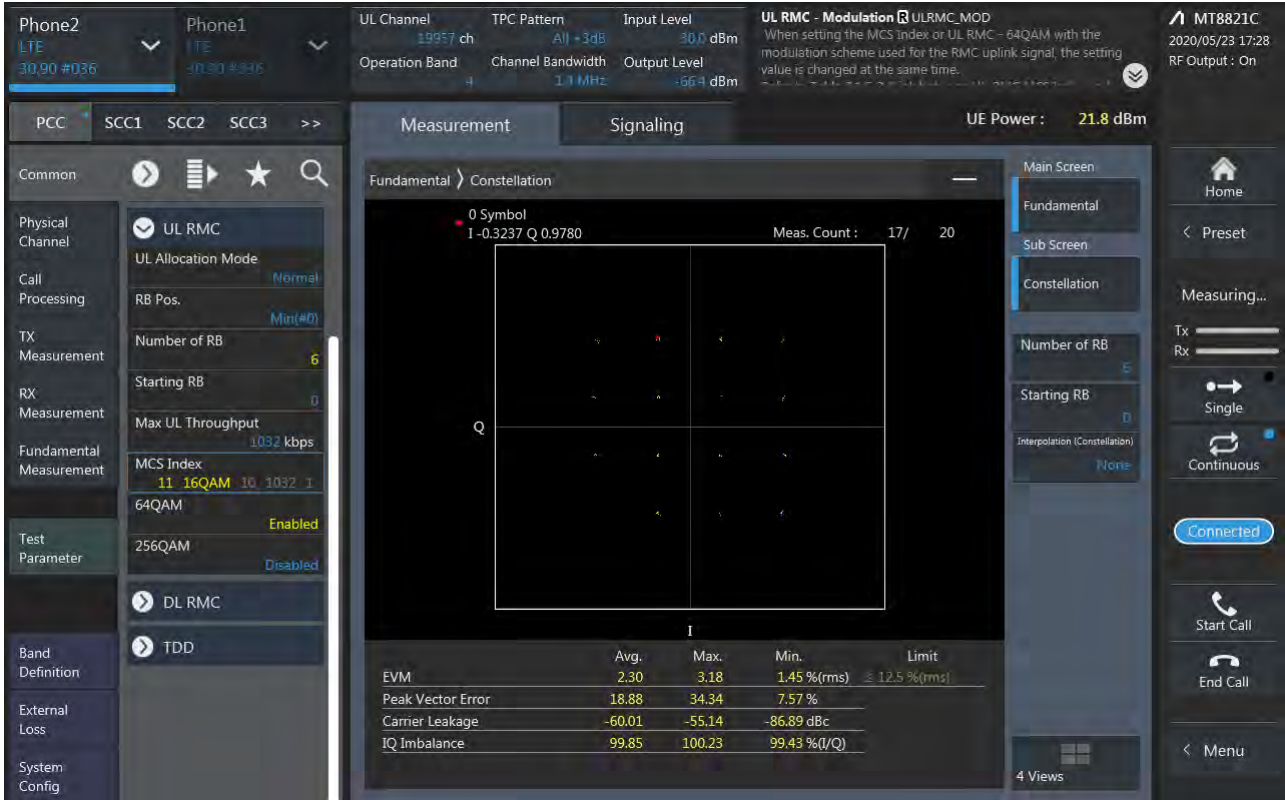 Phone2
LTE
30.90 #036
Phone1
LTE
UL Channel
19957 ch
Operation Band
4
TPC Pattern
All +3dB
Channel Bandwidth
1.4 MHz
Input Level
30.0 dBm
Output Level
-66.4 dBm
UL RMC - Modulation R ULRMC_MOD
When setting the MCS Index or UL RMC - 64QAM with the
modulation scheme used for the RMC uplink signal, the setting
value is changed at the same time.
MT8821C
2020/05/23 17:28
RF Output : On
PCC SCC1 SCC2 SCC3 >>
Measurement
Signaling
UE Power : 21.8 dBm
Common
Physical
Channel
Call
Processing
TX
Measurement
RX
Measurement
Fundamental
Measurement
Test
Parameter
Band
Definition
External
Loss
System
Config
UL RMC
UL Allocation Mode
Normal
RB Pos.
Min(#0)
Number of RB
6
Starting RB
0
Max UL Throughput
1032 kbps
MCS Index
11 16QAM 10 1032 1
64QAM
Enabled
256QAM
Disabled
DL RMC
TDD
Fundamental 〉 Constellation
0 Symbol
I -0.3237 Q 0.9780
Meas. Count : 17/ 20
Q
I
Avg. Max. Min. Limit
EVM 2.30 3.18 1.45 %(rms) ≤ 12.5 %(rms)
Peak Vector Error 18.88 34.34 7.57 %
Carrier Leakage -60.01 -55.14 -86.89 dBc
IQ Imbalance 99.85 100.23 99.43 %(I/Q)
Main Screen
Fundamental
Sub Screen
Constellation
Number of RB
6
Starting RB
0
Interpolation (Constellation)
None
4 Views
Home
< Preset
Measuring...
Tx
Rx
Single
Continuous
Connected
Start Call
End Call
< Menu